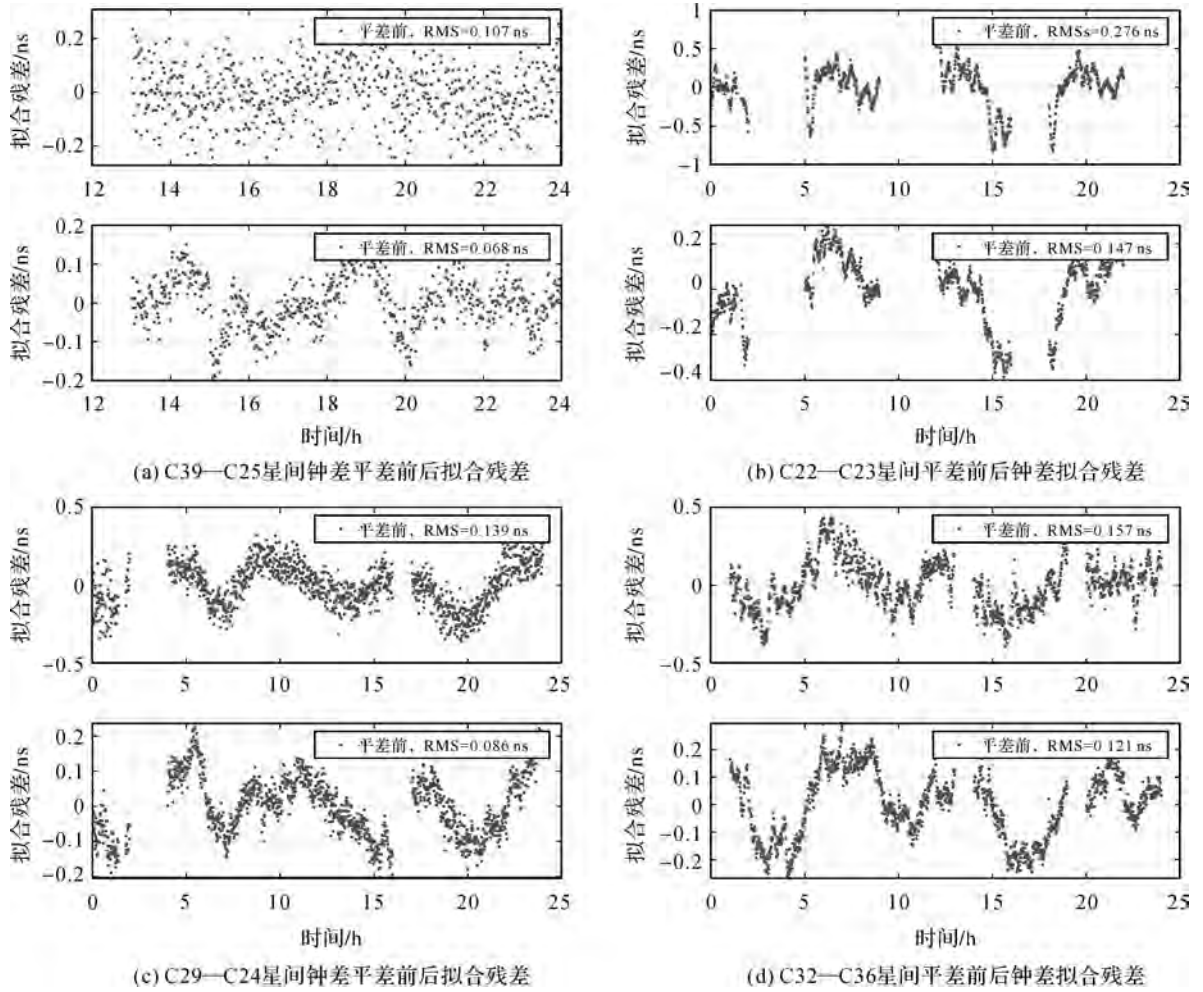 0.2
0
−0.2
拟合残差/ns
平差前、RMS=0.107 ns
12 14 16 18 20 22 24
0.2
0.1
0
−0.1
−0.2
拟合残差/ns
平差前、RMS=0.068 ns
12 14 16 18 20 22 24
时间/h
(a) C39—C25星间钟差平差前后拟合残差
1
0.5
0
−0.5
−1
拟合残差/ns
平差前、RMSs=0.276 ns
0 5 10 15 20 25
0.2
0
−0.2
−0.4
拟合残差/ns
平差前、RMS=0.147 ns
0 5 10 15 20 25
时间/h
(b) C22—C23星间平差前后钟差拟合残差
0.5
0
−0.5
拟合残差/ns
平差前、RMS=0.139 ns
0 5 10 15 20 25
0.2
0.1
0
−0.1
−0.2
拟合残差/ns
平差前、RMS=0.086 ns
0 5 10 15 20 25
时间/h
(c) C29—C24星间钟差平差前后拟合残差
0.5
0
−0.5
拟合残差/ns
平差前、RMS=0.157 ns
0 5 10 15 20 25
0.2
0.1
0
−0.1
−0.2
拟合残差/ns
平差前、RMS=0.121 ns
0 5 10 15 20 25
时间/h
(d) C32—C36星间平差前后钟差拟合残差